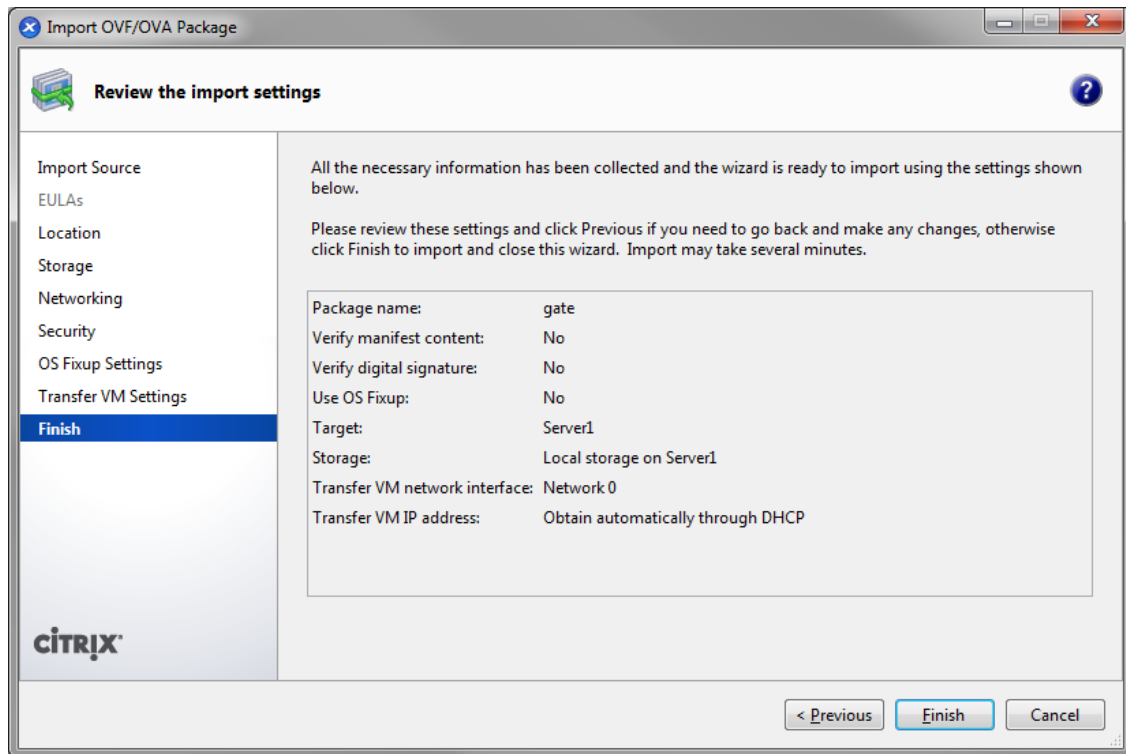 Import OVF/OVA Package
Review the import settings
?
Import Source
EULAs
Location
Storage
Networking
Security
OS Fixup Settings
Transfer VM Settings
Finish
All the necessary information has been collected and the wizard is ready to import using the settings shown
below.
Please review these settings and click Previous if you need to go back and make any changes, otherwise
click Finish to import and close this wizard. Import may take several minutes.
Package name: gate
Verify manifest content: No
Verify digital signature: No
Use OS Fixup: No
Target: Server1
Storage: Local storage on Server1
Transfer VM network interface: Network 0
Transfer VM IP address: Obtain automatically through DHCP
CİTRIX
< Previous Finish Cancel